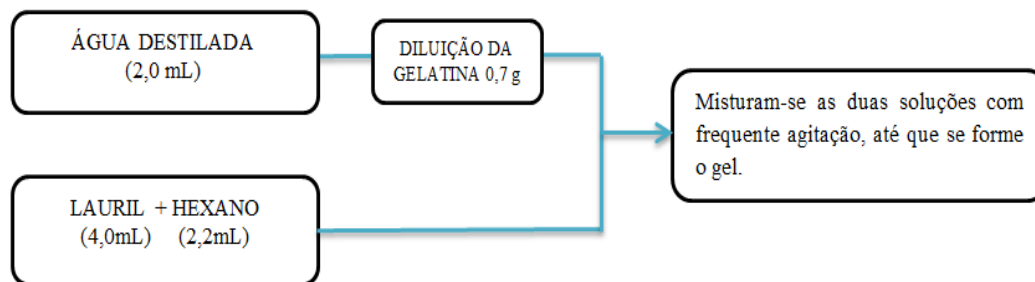 ÁGUA DESTILADA
(2,0 mL)
DILUIÇÃO DA
GELATINA 0,7 g
LAURIL + HEXANO
(4,0mL) (2,2mL)
Misturam-se as duas soluções com
frequente agitação, até que se forme
o gel.